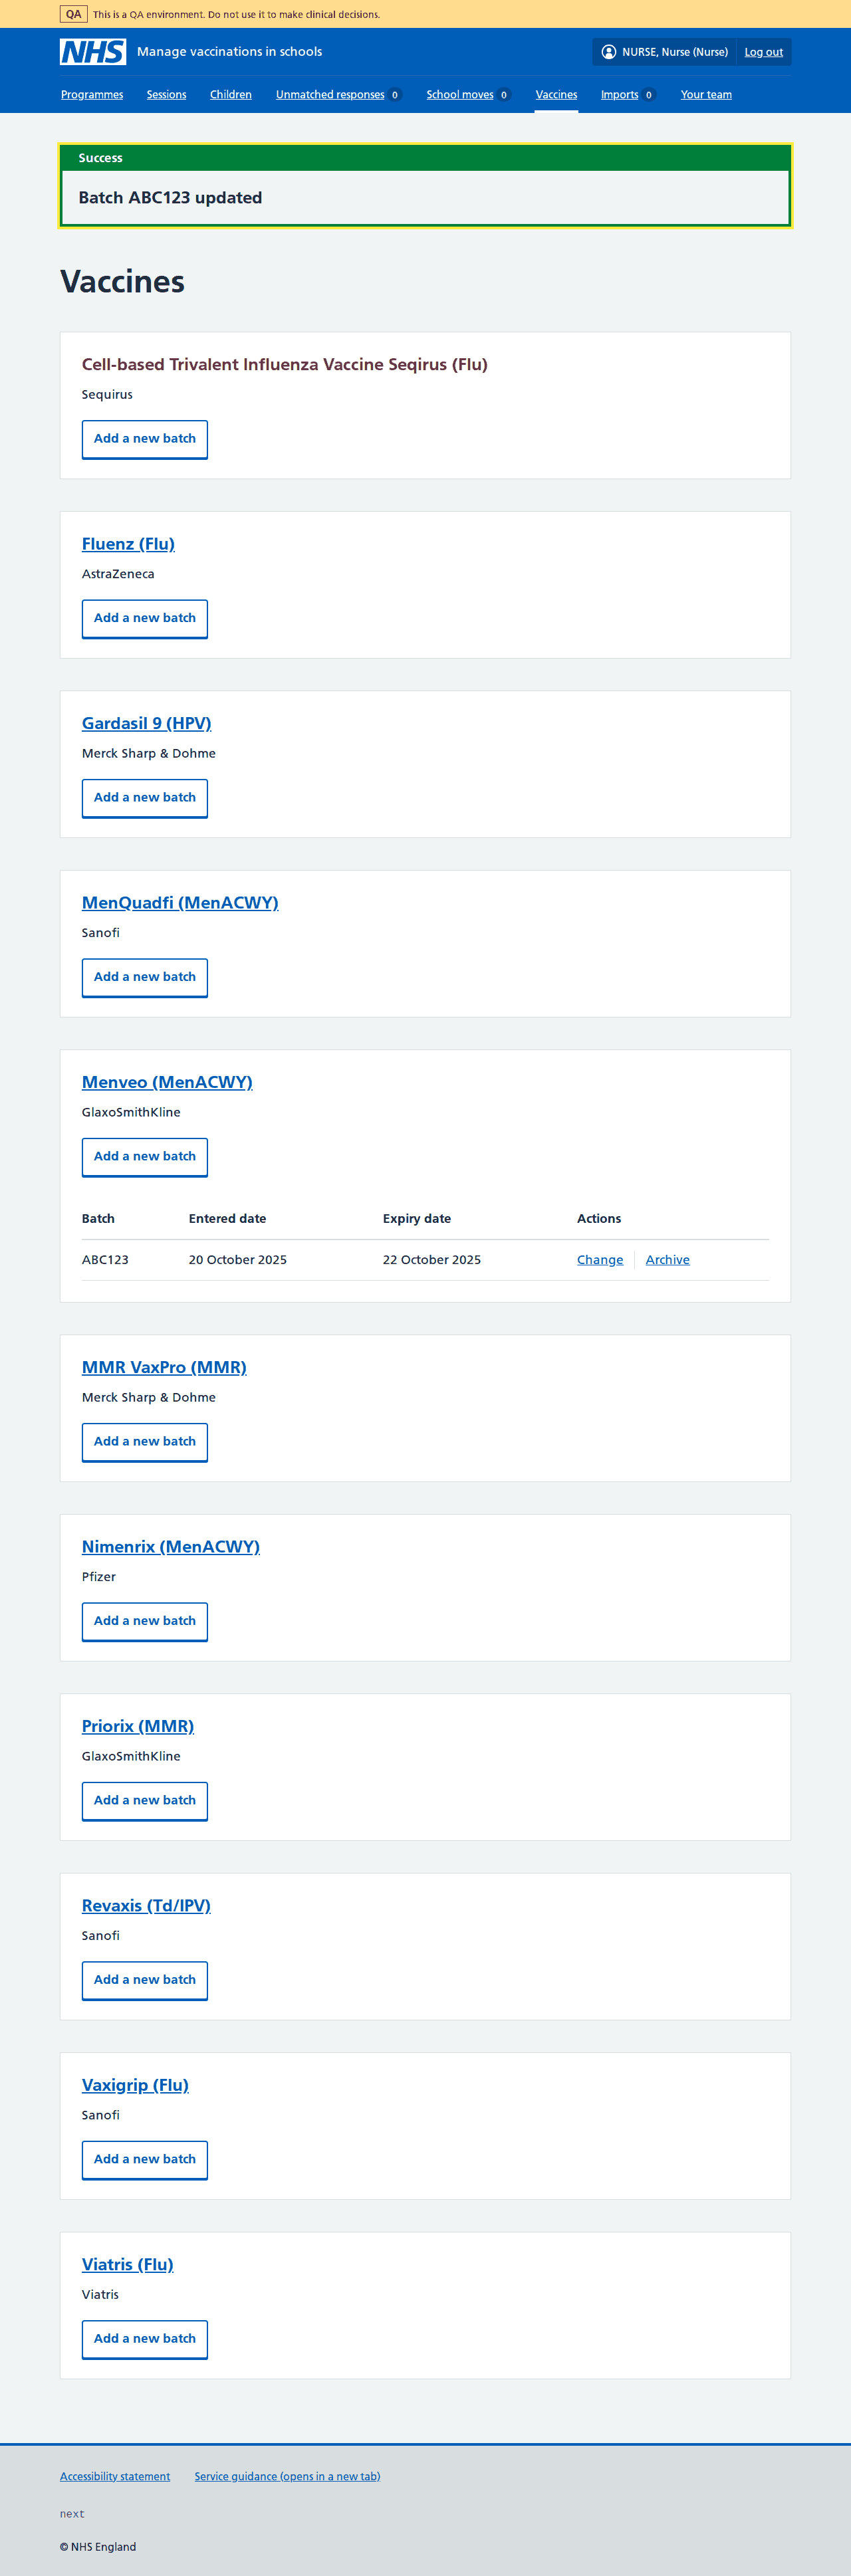 QA This is a QA environment. Do not use it to make clinical decisions.
NHS Manage vaccinations in schools NURSE, Nurse (Nurse) Log out
Programmes Sessions Children Unmatched responses 0 School moves 0 Vaccines Imports 0 Your team
Success
Batch ABC123 updated
Vaccines
Cell-based Trivalent Influenza Vaccine Seqirus (Flu)
Sequirus
Add a new batch
Fluenz (Flu)
AstraZeneca
Add a new batch
Gardasil 9 (HPV)
Merck Sharp & Dohme
Add a new batch
MenQuadfi (MenACWY)
Sanofi
Add a new batch
Menveo (MenACWY)
GlaxoSmithKline
Add a new batch
Batch Entered date Expiry date Actions
ABC123 20 October 2025 22 October 2025 Change Archive
MMR VaxPro (MMR)
Merck Sharp & Dohme
Add a new batch
Nimenrix (MenACWY)
Pfizer
Add a new batch
Priorix (MMR)
GlaxoSmithKline
Add a new batch
Revaxis (Td/IPV)
Sanofi
Add a new batch
Vaxigrip (Flu)
Sanofi
Add a new batch
Viatris (Flu)
Viatris
Add a new batch
Accessibility statement Service guidance (opens in a new tab)
next
© NHS England